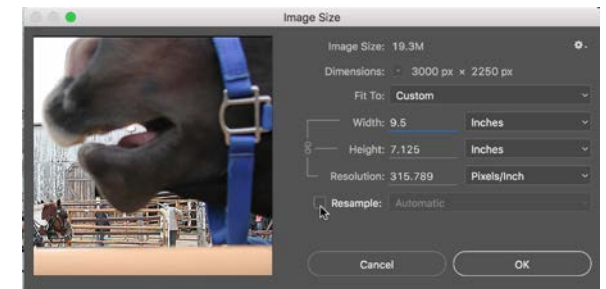 Image Size
Image Size: 19.3M
Dimensions: 3000 px × 2250 px
Fit To: Custom
Width: 9.5 Inches
Height: 7.125 Inches
Resolution: 315.789 Pixels/Inch
Resample: Automatic
Cancel OK